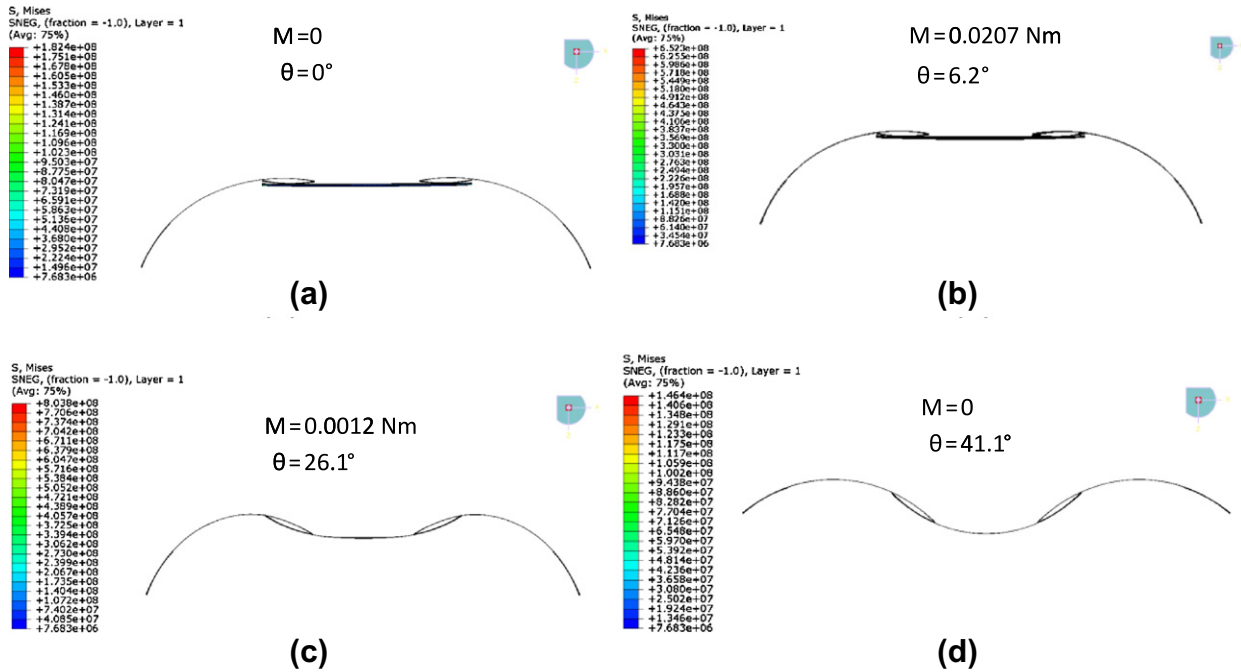 S, Mises
SNEG, (fraction = -1.0), Layer = 1
(Avg: 75%)
+1.824e+08
+1.751e+08
+1.678e+08
+1.605e+08
+1.533e+08
+1.460e+08
+1.387e+08
+1.314e+08
+1.241e+08
+1.169e+08
+1.096e+08
+1.023e+08
+9.503e+07
+8.775e+07
+8.047e+07
+7.319e+07
+6.591e+07
+5.863e+07
+5.136e+07
+4.408e+07
+3.680e+07
+2.952e+07
+2.224e+07
+1.496e+07
+7.683e+06
M=0
θ=0°
(a)
S, Mises
SNEG, (fraction = -1.0), Layer = 1
(Avg: 75%)
+6.523e+08
+6.255e+08
+5.986e+08
+5.718e+08
+5.449e+08
+5.180e+08
+4.912e+08
+4.643e+08
+4.375e+08
+4.106e+08
+3.837e+08
+3.569e+08
+3.300e+08
+3.031e+08
+2.763e+08
+2.494e+08
+2.226e+08
+1.957e+08
+1.688e+08
+1.420e+08
+1.151e+08
+8.826e+07
+6.140e+07
+3.454e+07
+7.683e+06
M=0.0207 Nm
θ=6.2°
(b)
S, Mises
SNEG, (fraction = -1.0), Layer = 1
(Avg: 75%)
+8.038e+08
+7.706e+08
+7.374e+08
+7.042e+08
+6.711e+08
+6.379e+08
+6.047e+08
+5.716e+08
+5.384e+08
+5.052e+08
+4.721e+08
+4.389e+08
+4.057e+08
+3.725e+08
+3.394e+08
+3.062e+08
+2.730e+08
+2.399e+08
+2.067e+08
+1.735e+08
+1.404e+08
+1.072e+08
+7.402e+07
+4.085e+07
+7.683e+06
M=0.0012 Nm
θ=26.1°
(c)
S, Mises
SNEG, (fraction = -1.0), Layer = 1
(Avg: 75%)
+1.464e+08
+1.406e+08
+1.348e+08
+1.291e+08
+1.233e+08
+1.175e+08
+1.117e+08
+1.059e+08
+1.002e+08
+9.438e+07
+8.860e+07
+8.282e+07
+7.704e+07
+7.126e+07
+6.548e+07
+5.970e+07
+5.392e+07
+4.814e+07
+4.236e+07
+3.658e+07
+3.080e+07
+2.502e+07
+1.924e+07
+1.346e+07
+7.683e+06
M=0
θ=41.1°
(d)